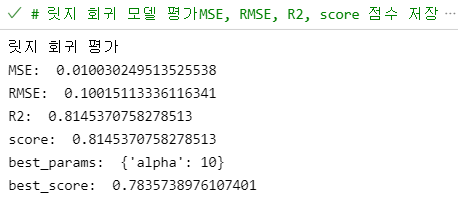 # 릿지 회귀 모델 평가MSE, RMSE, R2, score 점수 저장 ⋯
릿지 회귀 평가
MSE:  0.010030249513525538
RMSE:  0.10015113336116341
R2:  0.8145370758278513
score:  0.8145370758278513
best_params:  {'alpha': 10}
best_score:  0.7835738976107401